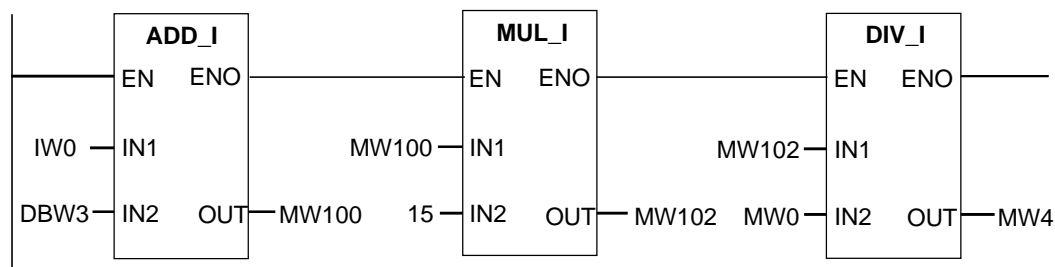 ADD_I MUL_I DIV_I
EN ENO EN ENO EN ENO
IW0 IN1 MW100 IN1 MW102 IN1
DBW3 IN2 OUT MW100 15 IN2 OUT MW102 MW0 IN2 OUT MW4